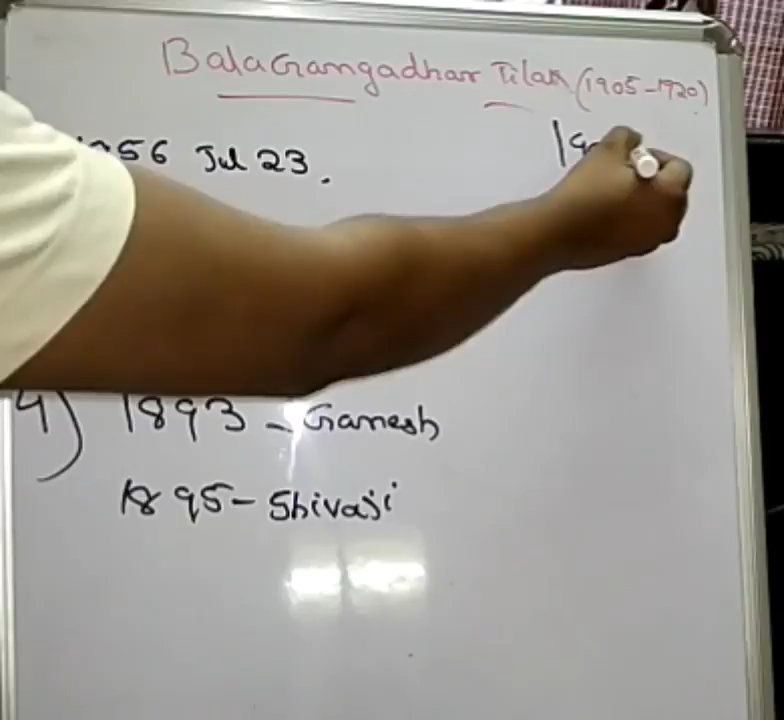 BalaGangadhar Tilak (1905-1920)
56 Jul 23.
4) 1893 - Ganesh
1895 - Shivaji